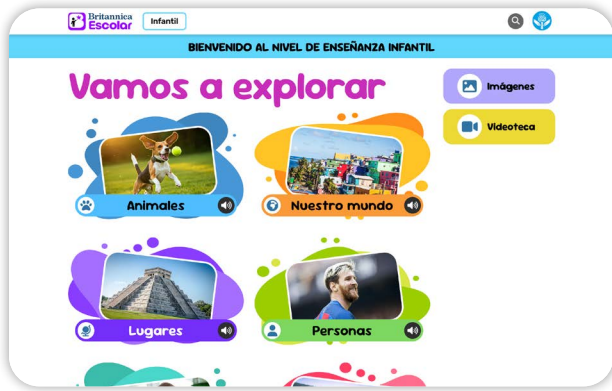 Britannica
Escolar
Infantil
BIENVENIDO AL NIVEL DE ENSEÑANZA INFANTIL
Vamos a explorar
Imágenes
Videoteca
Animales
Nuestro mundo
Lugares
Personas